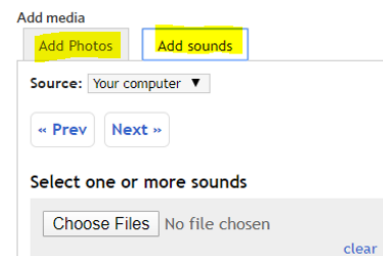 Add media
Add Photos Add sounds
Source: Your computer ▼
« Prev Next »
Select one or more sounds
Choose Files No file chosen
clear